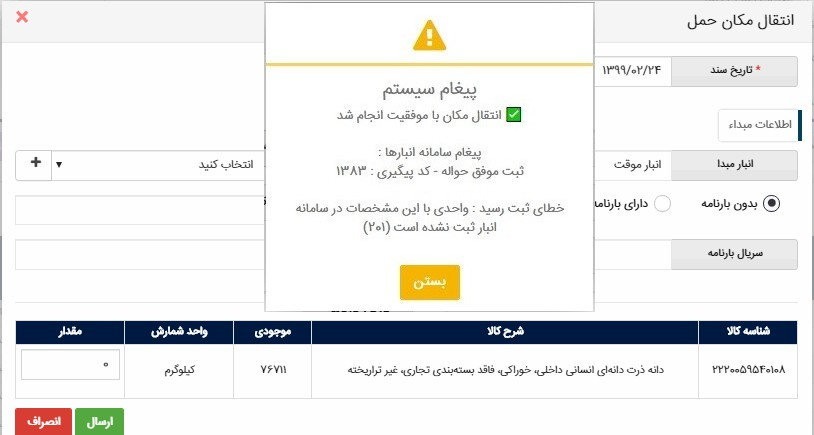 انتقال مکان حمل
* تاریخ سند
۱۳۹۹/۰۲/۲۴
پیغام سیستم
انتقال مکان با موفقیت انجام شد
پیغام سامانه انبارها :
ثبت موفق حواله - کد پیگیری : ۱۳۸۳
خطای ثبت رسید : واحدی با این مشخصات در سامانه
انبار ثبت نشده است (۲۰۱)
بستن
اطلاعات مبداء
انبار مبدا
انبار موقت
انتخاب کنید
بدون بارنامه
دارای بارنامه
سریال بارنامه
شناسه کالا شرح کالا موجودی واحد شمارش مقدار
۲۲۲۰۰۵۹۵۴۰۱۰۸ دانه ذرت دانه‌ای انسانی داخلی، خوراکی، فاقد بسته‌بندی تجاری، غیر تراریخته ۷۶۷۱۱ کیلوگرم ۰
ارسال
انصراف